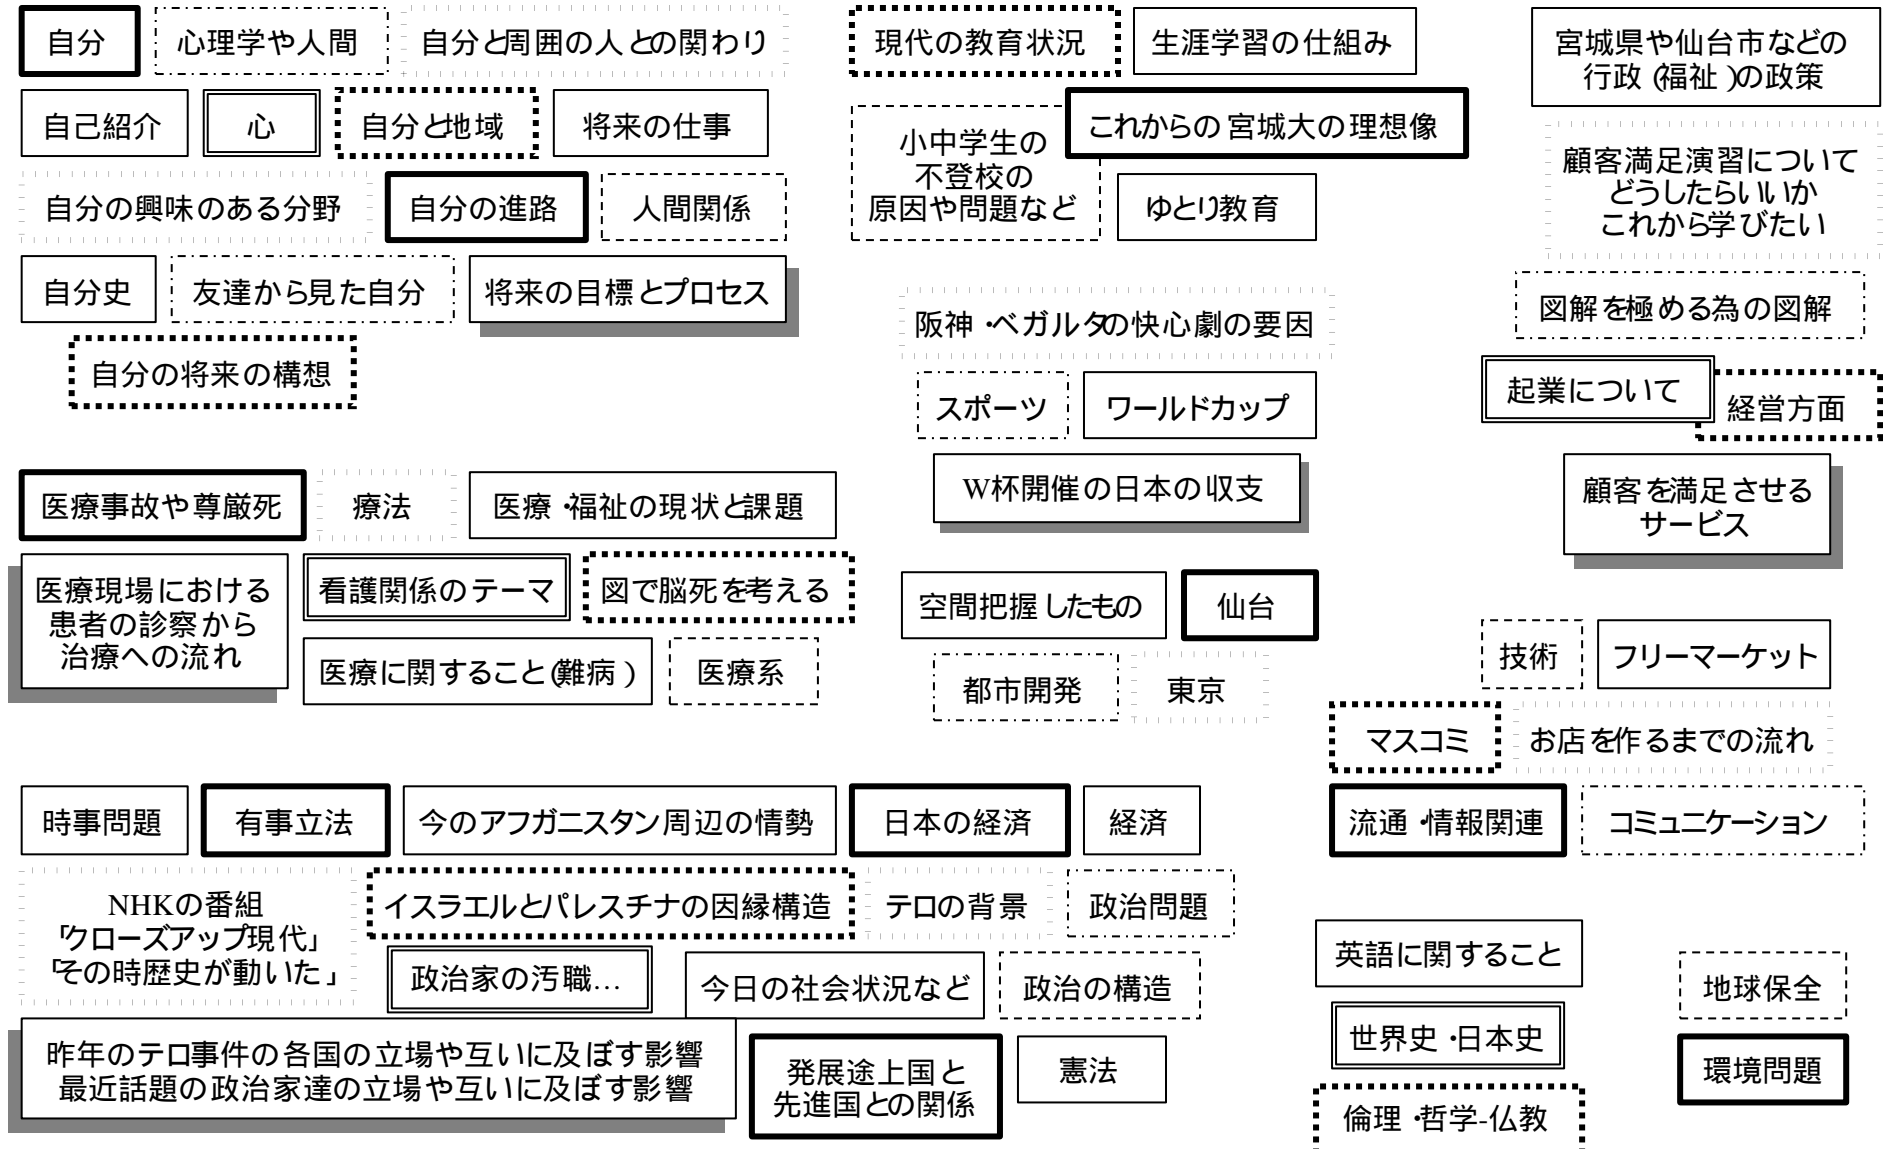 自分
心理学や人間
自分と周囲の人との関わり
自己紹介
心
自分と地域
将来の仕事
自分の興味のある分野
自分の進路
人間関係
自分史
友達から見た自分
将来の目標とプロセス
自分の将来の構想
現代の教育状況
生涯学習の仕組み
小中学生の
不登校の
原因や問題など
これからの宮城大の理想像
ゆとり教育
宮城県や仙台市などの
行政(福祉)の政策
顧客満足演習について
どうしたらいいか
これから学びたい
図解を極める為の図解
起業について
経営方面
顧客を満足させる
サービス
阪神・ベガルタの快心劇の要因
スポーツ
ワールドカップ
W杯開催の日本の収支
医療事故や尊厳死
療法
医療・福祉の現状と課題
医療現場における
患者の診察から
治療への流れ
看護関係のテーマ
図で脳死を考える
医療に関すること(難病)
医療系
空間把握したもの
仙台
都市開発
東京
技術
フリーマーケット
マスコミ
お店を作るまでの流れ
流通・情報関連
コミュニケーション
時事問題
有事立法
今のアフガニスタン周辺の情勢
日本の経済
経済
NHKの番組
「クローズアップ現代」
「その時歴史が動いた」
イスラエルとパレスチナの因縁構造
テロの背景
政治問題
政治家の汚職…
今日の社会状況など
政治の構造
昨年のテロ事件の各国の立場や互いに及ぼす影響
最近話題の政治家達の立場や互いに及ぼす影響
発展途上国と
先進国との関係
憲法
英語に関すること
世界史・日本史
倫理・哲学-仏教
地球保全
環境問題